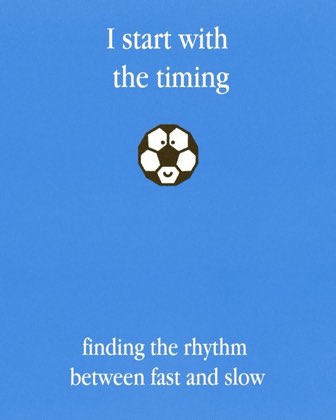 I start with
the timing
finding the rhythm
between fast and slow